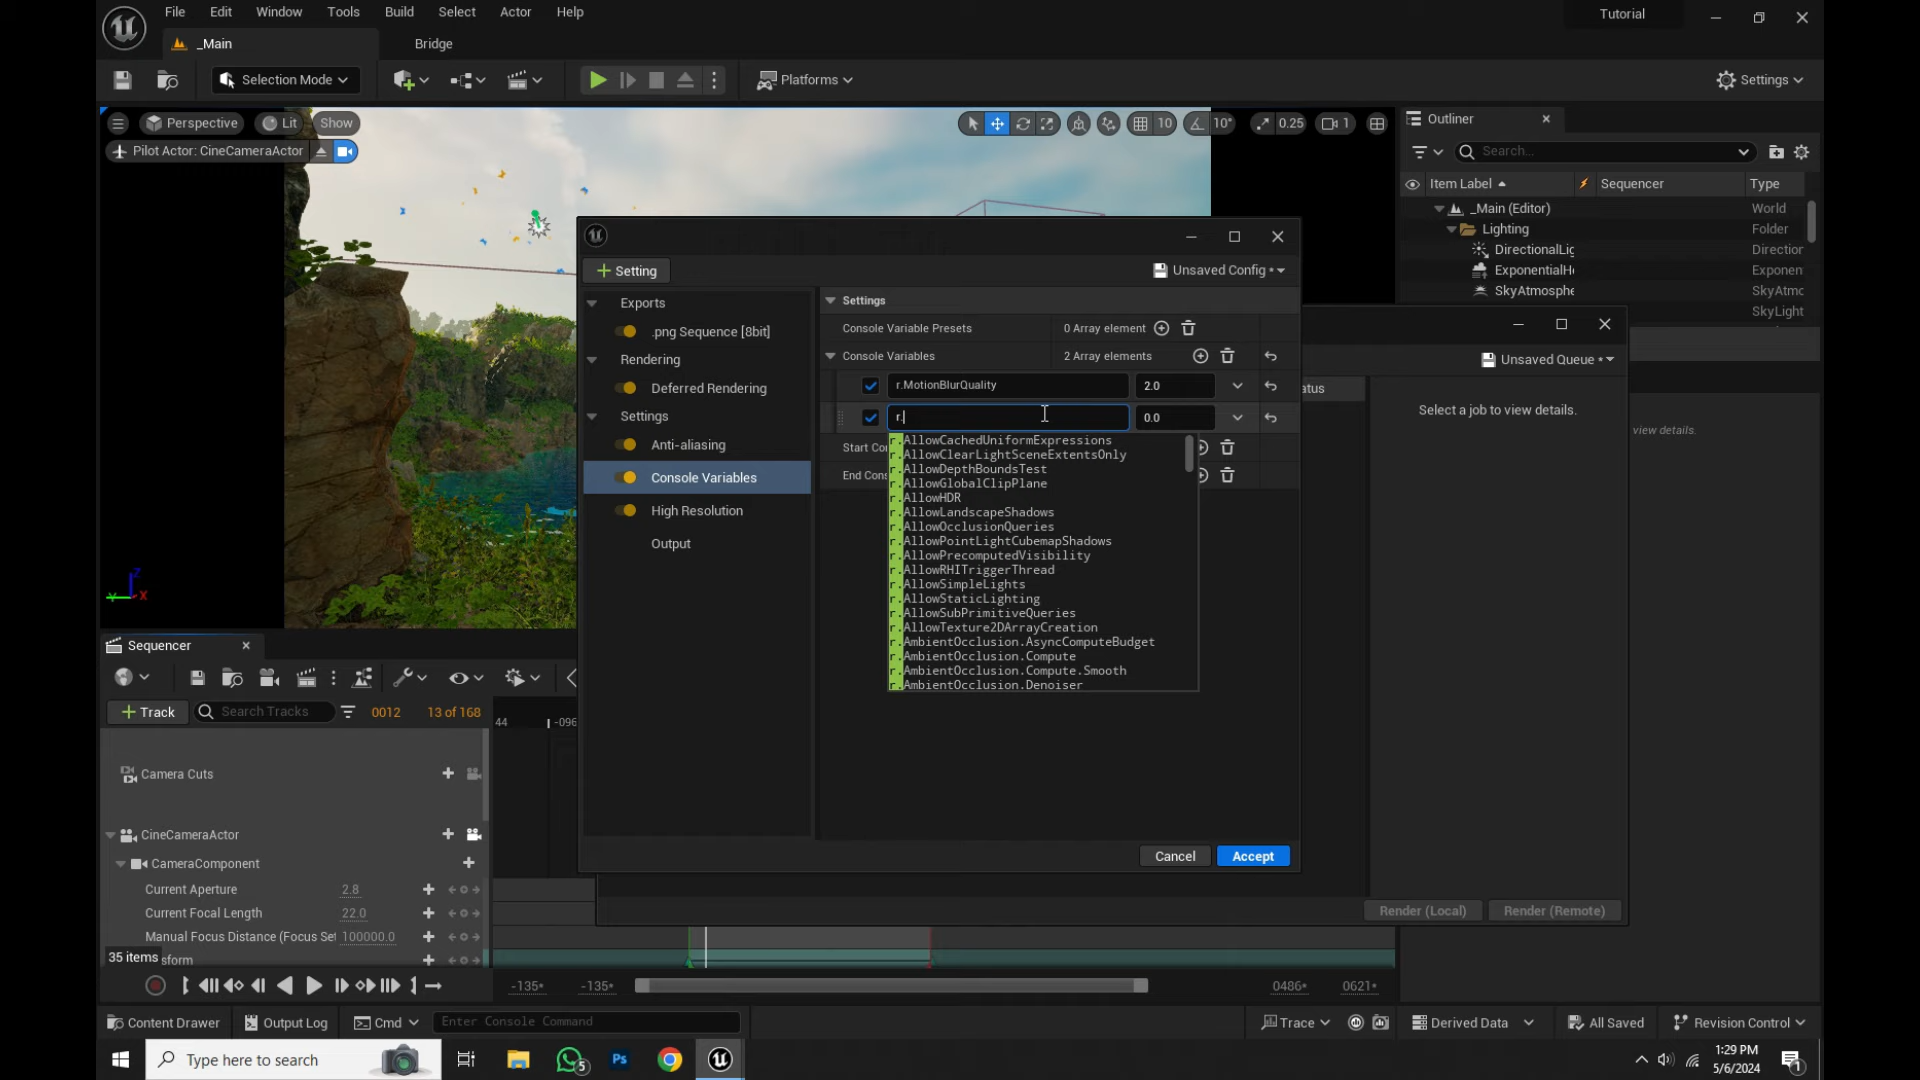 File Edit Window Tools Build Select Actor Help
Tutorial
_Main
Bridge
Selection Mode
Platforms
Settings
Perspective
Lit
Show
10
10°
0.25
1
Pilot Actor: CineCameraActor
Outliner
Search...
Item Label
Sequencer
Type
_Main (Editor)
World
Lighting
Folder
DirectionalLig
Direction
ExponentialHe
Exponen
SkyAtmosphe
SkyAtmc
SkyLight
Setting
Unsaved Config *
Exports
.png Sequence [8bit]
Rendering
Deferred Rendering
Settings
Anti-aliasing
Console Variables
High Resolution
Output
Settings
Console Variable Presets
0 Array element
Console Variables
2 Array elements
r.MotionBlurQuality
2.0
r.
0.0
Start Co
End Cons
r.AllowCachedUniformExpressions
r.AllowClearLightSceneExtentsOnly
r.AllowDepthBoundsTest
r.AllowGlobalClipPlane
r.AllowHDR
r.AllowLandscapeShadows
r.AllowOcclusionQueries
r.AllowPointLightCubemapShadows
r.AllowPrecomputedVisibility
r.AllowRHITriggerThread
r.AllowSimpleLights
r.AllowStaticLighting
r.AllowSubPrimitiveQueries
r.AllowTexture2DArrayCreation
r.AmbientOcclusion.AsyncComputeBudget
r.AmbientOcclusion.Compute
r.AmbientOcclusion.Compute.Smooth
r.AmbientOcclusion.Denoiser
Cancel
Accept
Unsaved Queue *
atus
Select a job to view details.
view details.
Render (Local)
Render (Remote)
Sequencer
Track
Search Tracks
0012
13 of 168
44
-096
Camera Cuts
CineCameraActor
CameraComponent
Current Aperture
2.8
Current Focal Length
22.0
Manual Focus Distance (Focus Set
100000.0
35 items
sform
-135*
-135*
0486*
0621*
Content Drawer
Output Log
Cmd
Enter Console Command
Trace
Derived Data
All Saved
Revision Control
Type here to search
5
Ps
1:29 PM
5/6/2024
1